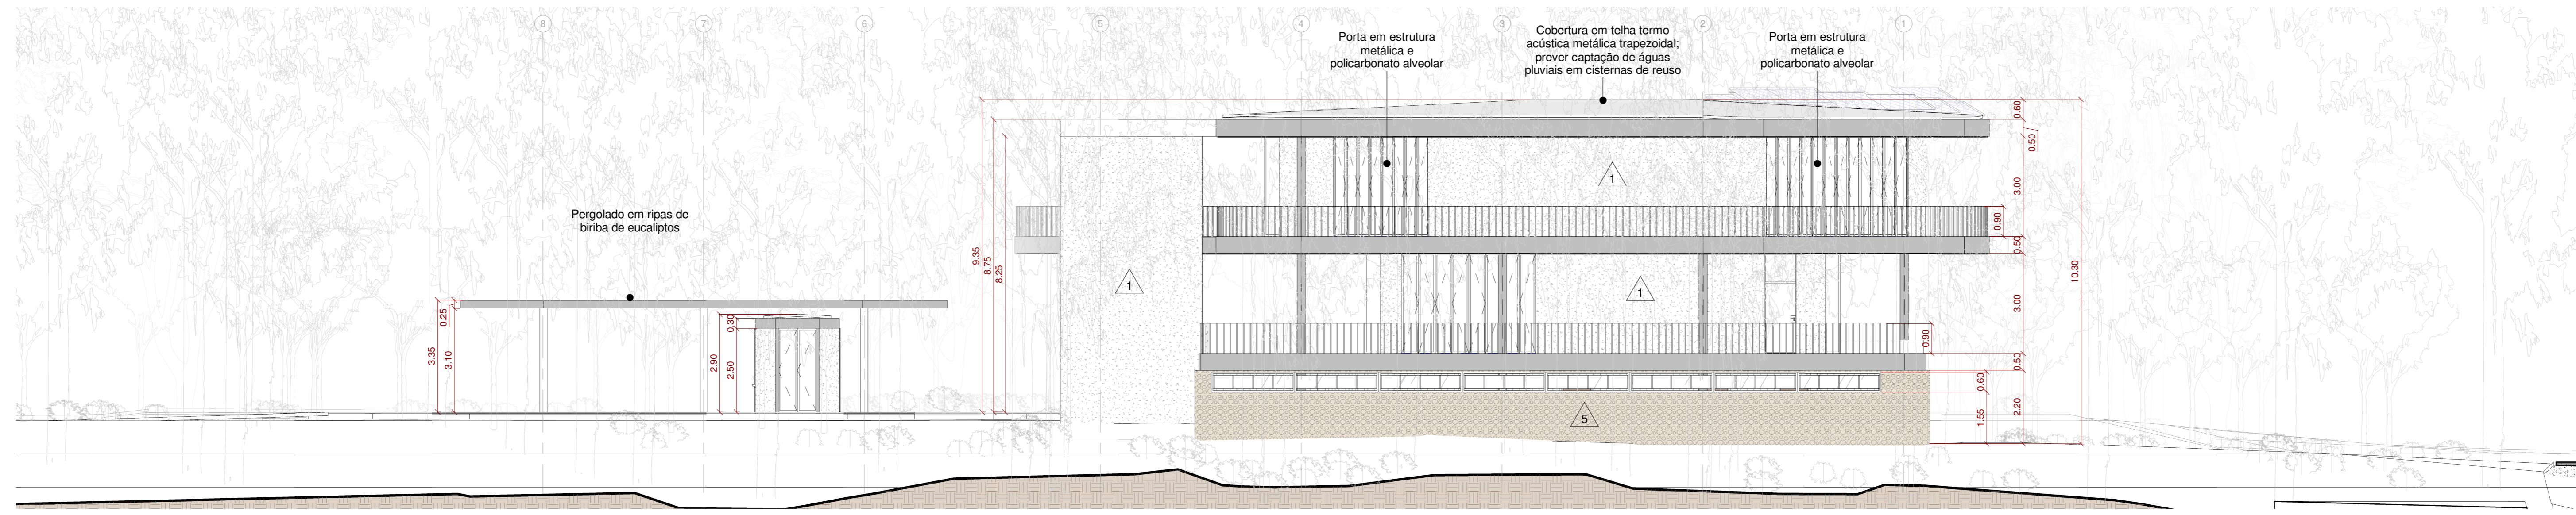 8
7
6
5
4
3
2
1
Porta em estrutura
metálica e
policarbonato alveolar
Cobertura em telha termo
acústica metálica trapezoidal;
prever captação de águas
pluviais em cisternas de reuso
Porta em estrutura
metálica e
policarbonato alveolar
Pergolado em ripas de
biriba de eucaliptos
3.35
0.25
3.10
2.90
0.30
2.50
9.35
8.75
8.25
1
1
1
5
0.60
0.50
3.00
0.90
0.50
10.30
3.00
0.90
0.50
0.60
2.20
1.55